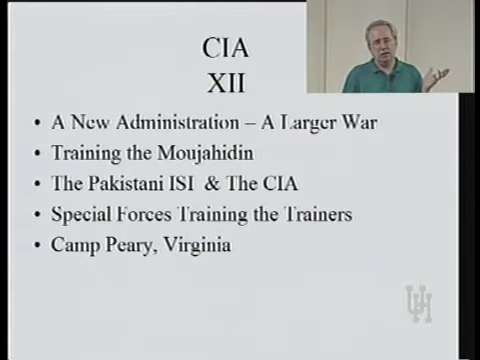 CIA
XII
• A New Administration – A Larger War
• Training the Moujahidin
• The Pakistani ISI & The CIA
• Special Forces Training the Trainers
• Camp Peary, Virginia
UH